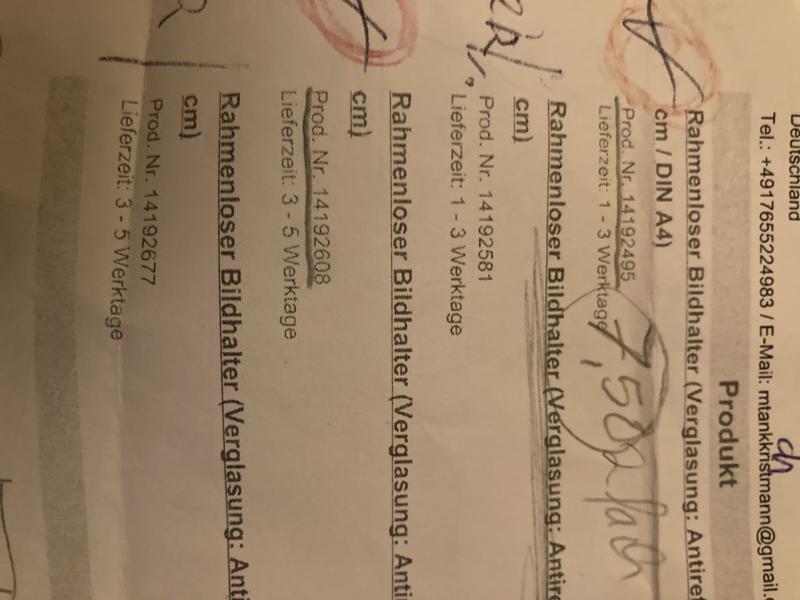 Deutschland
Tel.: +4917655224983 / E-Mail: mtankkristmann@gmail.
ch
Produkt
Rahmenloser Bildhalter (Verglasung: Antiref
cm / DIN A4)
Prod. Nr. 14192495
Lieferzeit: 1 - 3 Werktage
7,50
Rahmenloser Bildhalter (Verglasung: Antire
cm)
Prod. Nr. 14192581
Lieferzeit: 1 - 3 Werktage
Rahmenloser Bildhalter (Verglasung: Anti
cm)
Prod. Nr. 14192608
Lieferzeit: 3 - 5 Werktage
Rahmenloser Bildhalter (Verglasung: Anti
cm)
Prod. Nr. 14192677
Lieferzeit: 3 - 5 Werktage